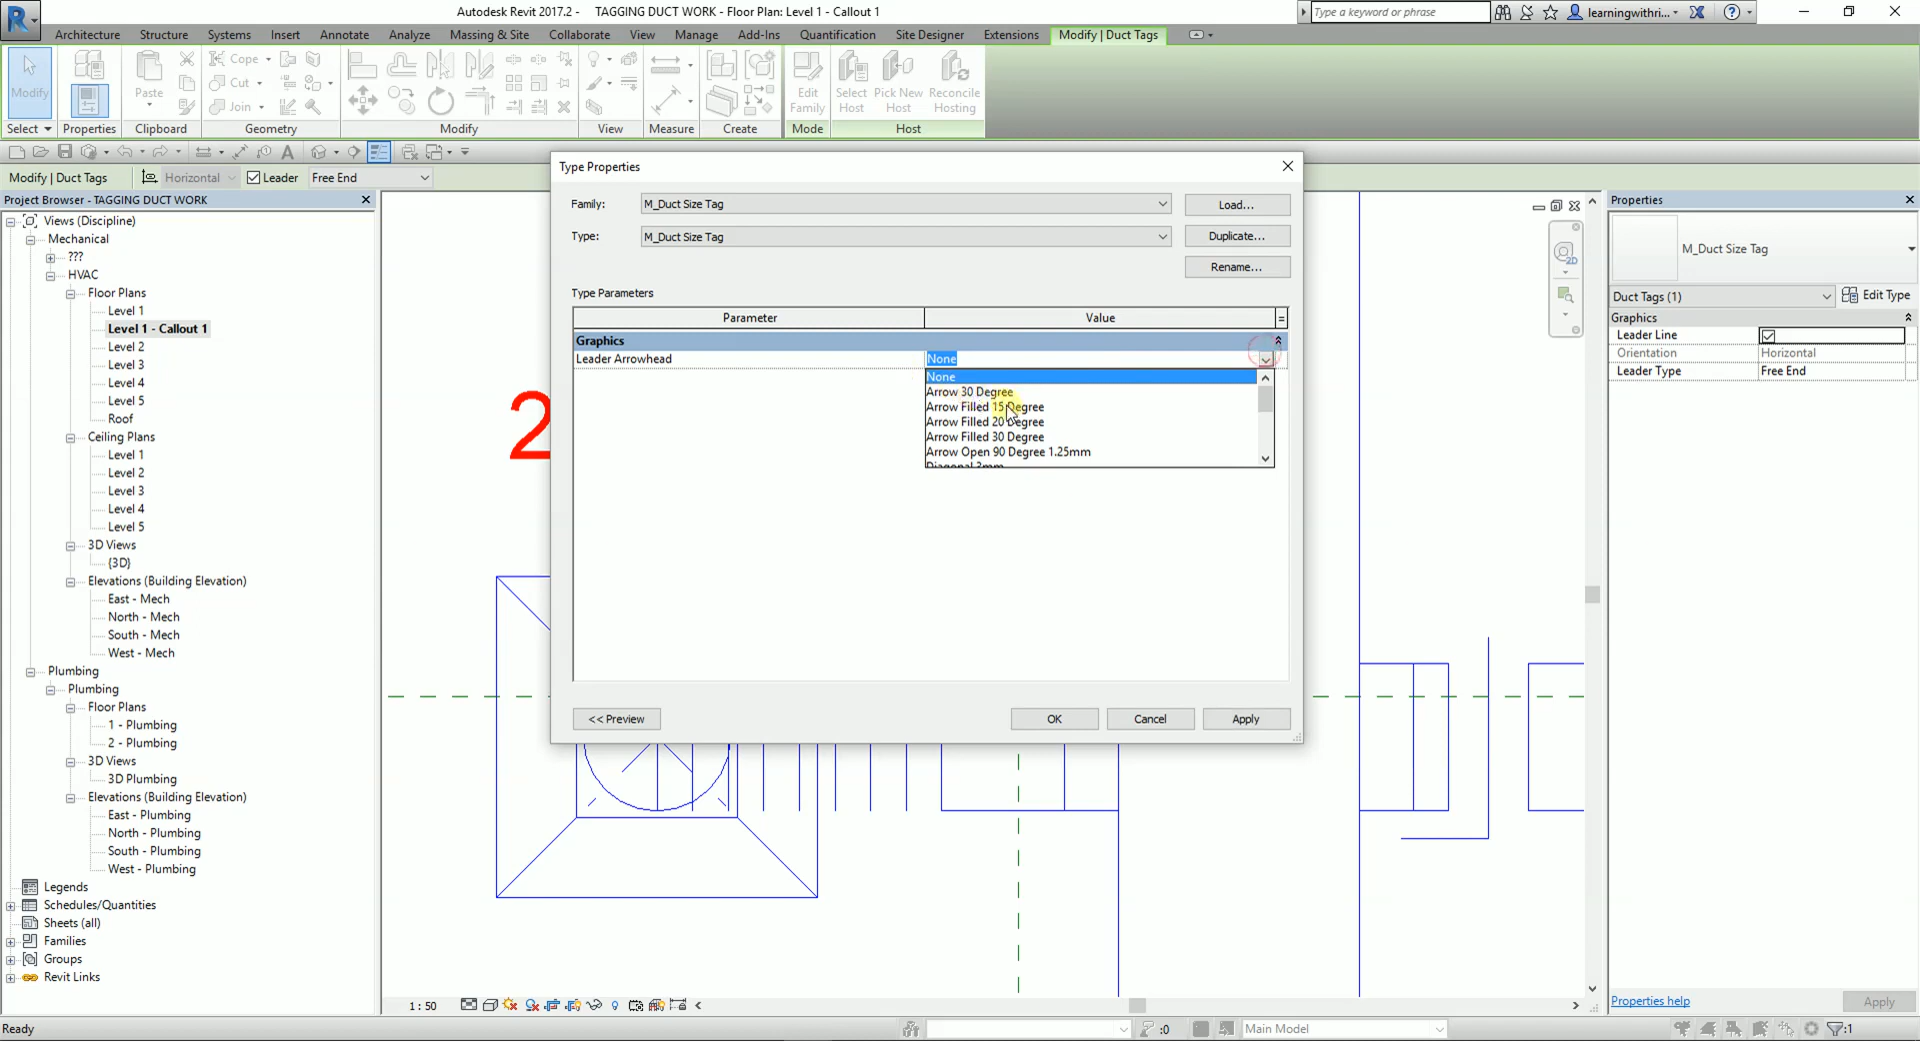 Autodesk Revit 2017.2 - TAGGING DUCT WORK - Floor Plan: Level 1 - Callout 1
Type a keyword or phrase
learningwithri...
Architecture Structure Systems Insert Annotate Analyze Massing & Site Collaborate View Manage Add-Ins Quantification Site Designer Extensions Modify | Duct Tags
Modify
Paste
Cope
Cut
Join
Edit Family
Select Host
Pick New Host
Reconcile Hosting
Select Properties Clipboard Geometry Modify View Measure Create Mode Host
Modify | Duct Tags Horizontal Leader Free End
Project Browser - TAGGING DUCT WORK
Views (Discipline)
Mechanical
???
HVAC
Floor Plans
Level 1
Level 1 - Callout 1
Level 2
Level 3
Level 4
Level 5
Roof
Ceiling Plans
Level 1
Level 2
Level 3
Level 4
Level 5
3D Views
{3D}
Elevations (Building Elevation)
East - Mech
North - Mech
South - Mech
West - Mech
Plumbing
Plumbing
Floor Plans
1 - Plumbing
2 - Plumbing
3D Views
3D Plumbing
Elevations (Building Elevation)
East - Plumbing
North - Plumbing
South - Plumbing
West - Plumbing
Legends
Schedules/Quantities
Sheets (all)
Families
Groups
Revit Links
2
Type Properties
Family: M_Duct Size Tag Load...
Type: M_Duct Size Tag Duplicate...
Rename...
Type Parameters
Parameter Value =
Graphics
Leader Arrowhead None
None
Arrow 30 Degree
Arrow Filled 15 Degree
Arrow Filled 20 Degree
Arrow Filled 30 Degree
Arrow Open 90 Degree 1.25mm
Diagonal 3mm
<< Preview OK Cancel Apply
2D
Properties
M_Duct Size Tag
Duct Tags (1) Edit Type
Graphics
Leader Line
Orientation Horizontal
Leader Type Free End
Properties help Apply
1 : 50
Ready :0 Main Model :1